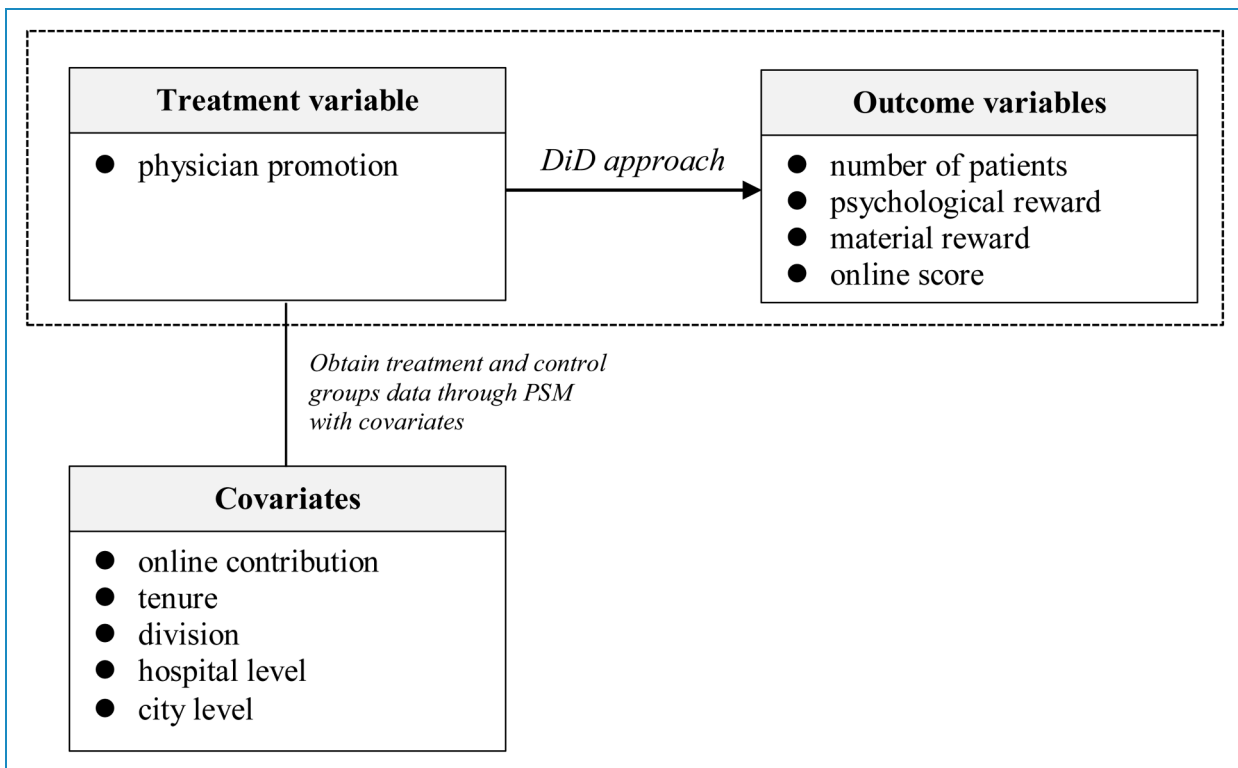 Treatment variable
● physician promotion
DiD approach
Outcome variables
● number of patients
● psychological reward
● material reward
● online score
Obtain treatment and control
groups data through PSM
with covariates
Covariates
● online contribution
● tenure
● division
● hospital level
● city level